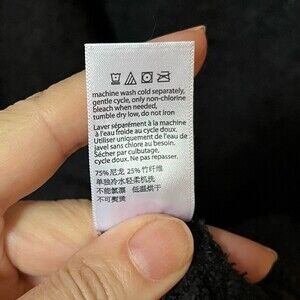 machine wash cold separately,
gentle cycle, only non-chlorine
bleach when needed,
tumble dry low, do not iron
Laver séparément à la machine
à l'eau froide au cycle doux.
Utiliser uniquement de l'eau de
javel sans chlore au besoin.
Sécher par culbutage,
cycle doux. Ne pas repasser.
75%尼龙 25%竹纤维
单独冷水轻柔机洗
不能氯漂 低温烘干
不可熨烫